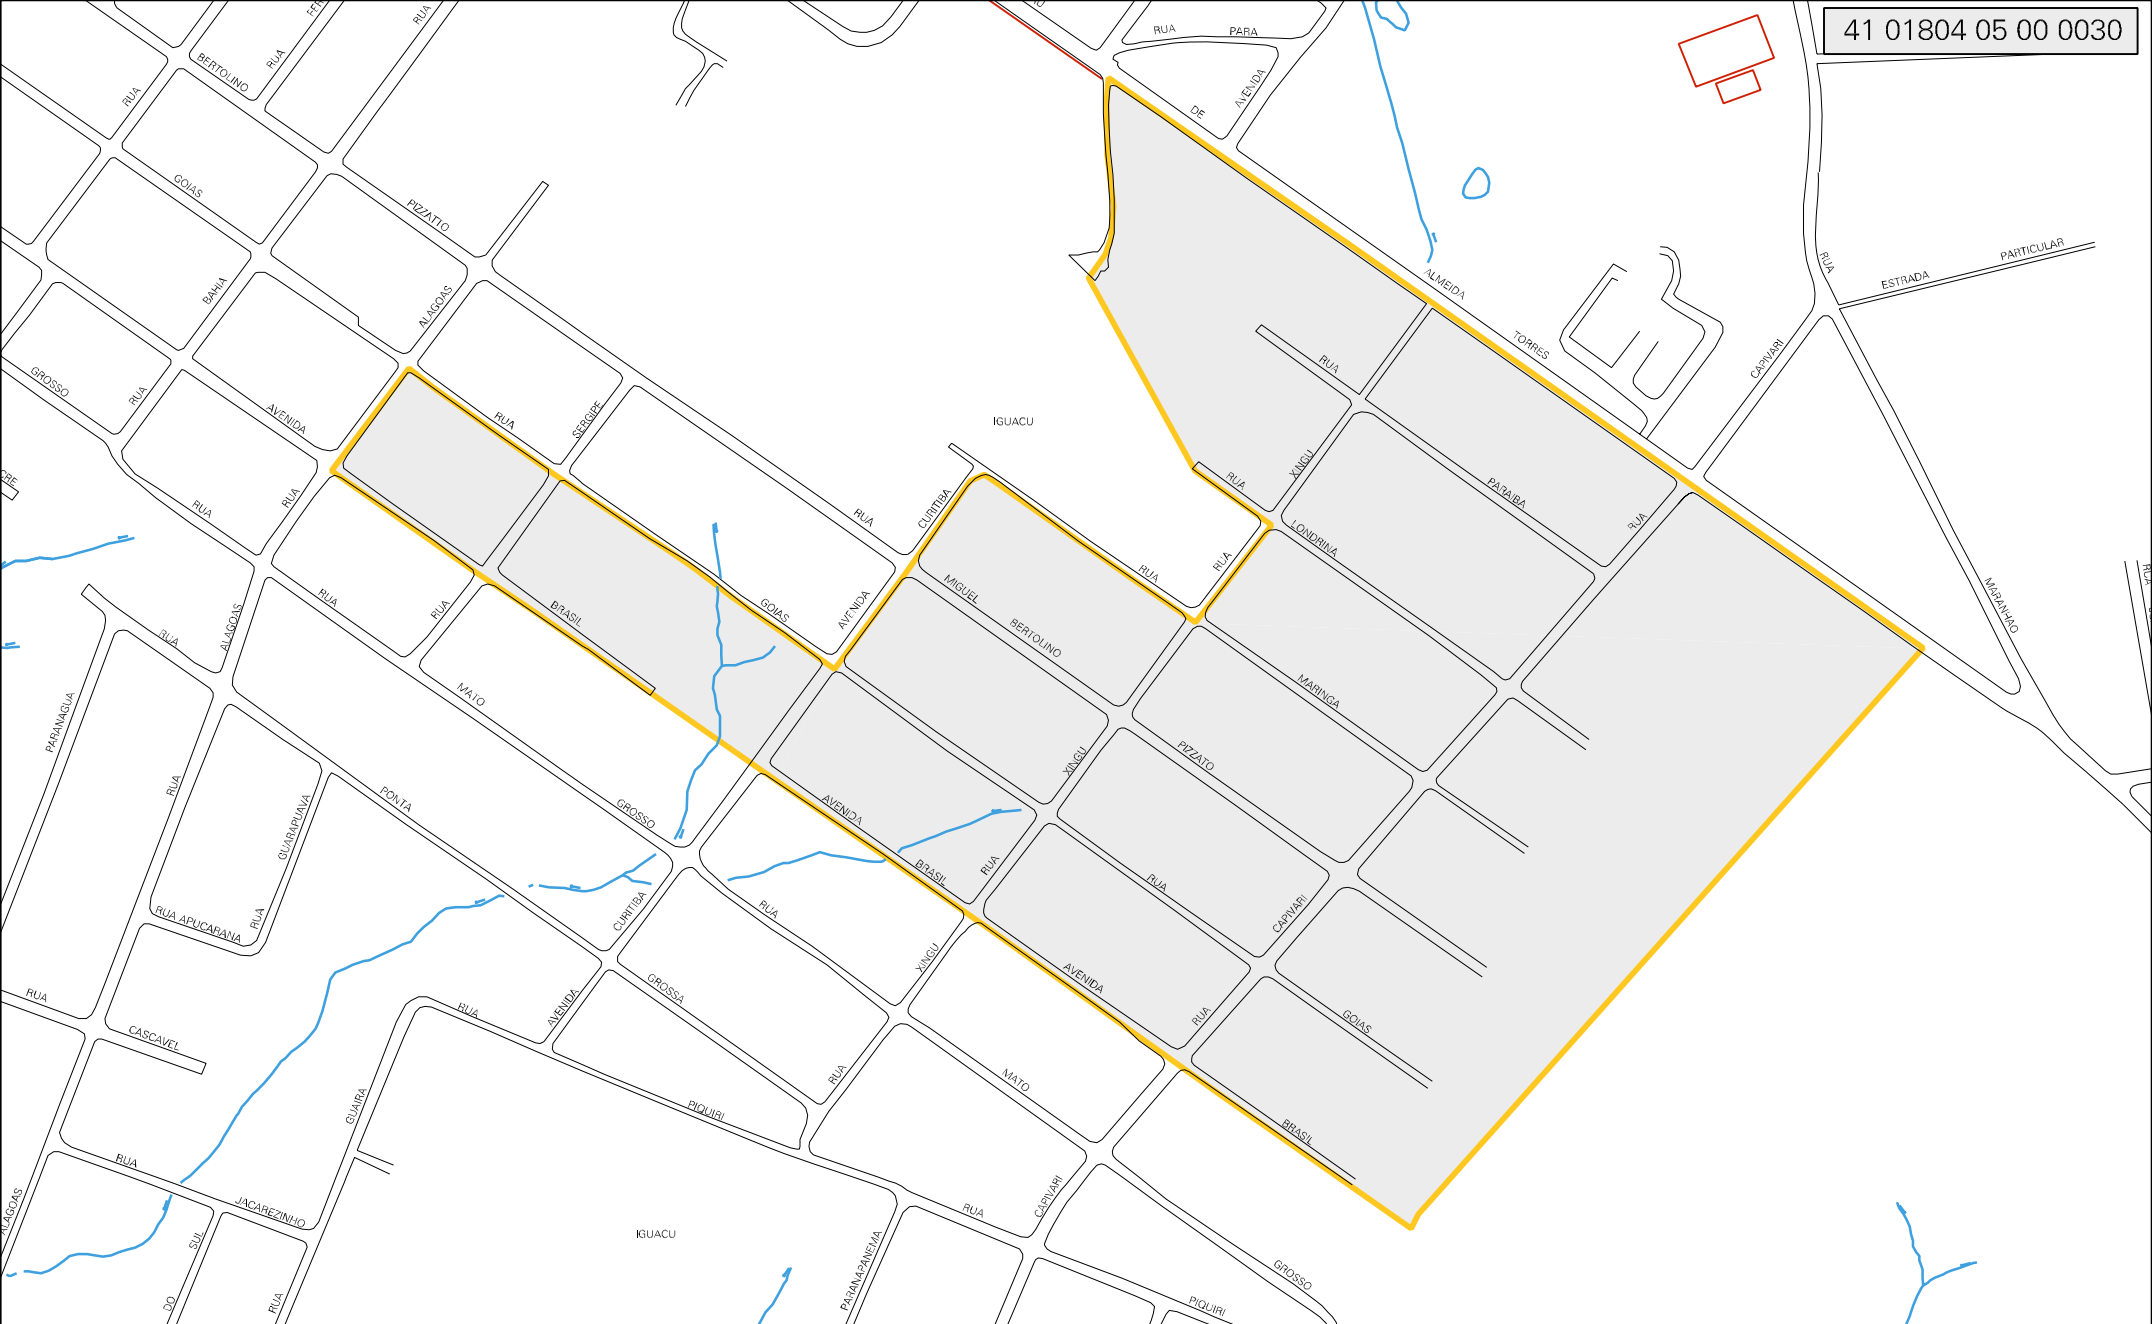 41 01804 05 00 0030
RUA
PARA
RUA
RUA
BERTOLINO
RUA
AVENIDA
DE
GOIAS
PIZZATTO
RUA
ESTRADA
PARTICULAR
BAHIA
ALAGOAS
ALMEIDA
TORRES
CAPIVARI
GROSSO
RUA
AVENIDA
RUA
SERGIPE
IGUACU
RUA
RUA
XINGU
RUA
PARAIBA
RUA
RUA
RUA
RUA
CURITIBA
LONDRINA
RUA
RUA
RUA
RUA
AVENIDA
MIGUEL
BERTOLINO
GOIAS
BRASIL
MARANHAO
RUA
ALAGOAS
RUA
MATO
MARINGA
PARANAGUA
RUA
PONTA
GROSSO
GUARAPUAVA
XINGU
PIZZATO
AVENIDA
BRASIL
RUA
RUA
RUA APUCARANA
RUA
CURITIBA
RUA
XINGU
CAPIVARI
AVENIDA
RUA
GROSSA
RUA
AVENIDA
RUA
GOIAS
CASCAVEL
RUA
MATO
GUAIRA
PIQUIRI
BRASIL
RUA
JACAREZINHO
ALAGOAS
SUL
IGUACU
PARANAPANEMA
RUA
CAPIVARI
GROSSO
PIQUIRI
DO
RUA